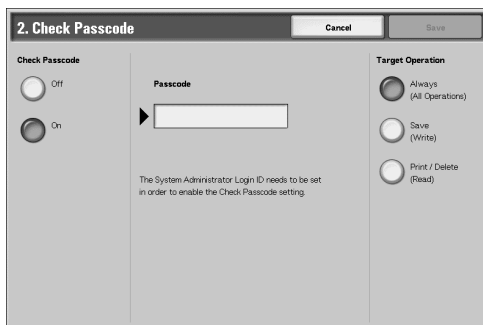 2. Check Passcode
Cancel
Save
Check Passcode
Off
On
Passcode
The System Administrator Login ID needs to be set
in order to enable the Check Passcode setting.
Target Operation
Always
(All Operations)
Save
(Write)
Print / Delete
(Read)